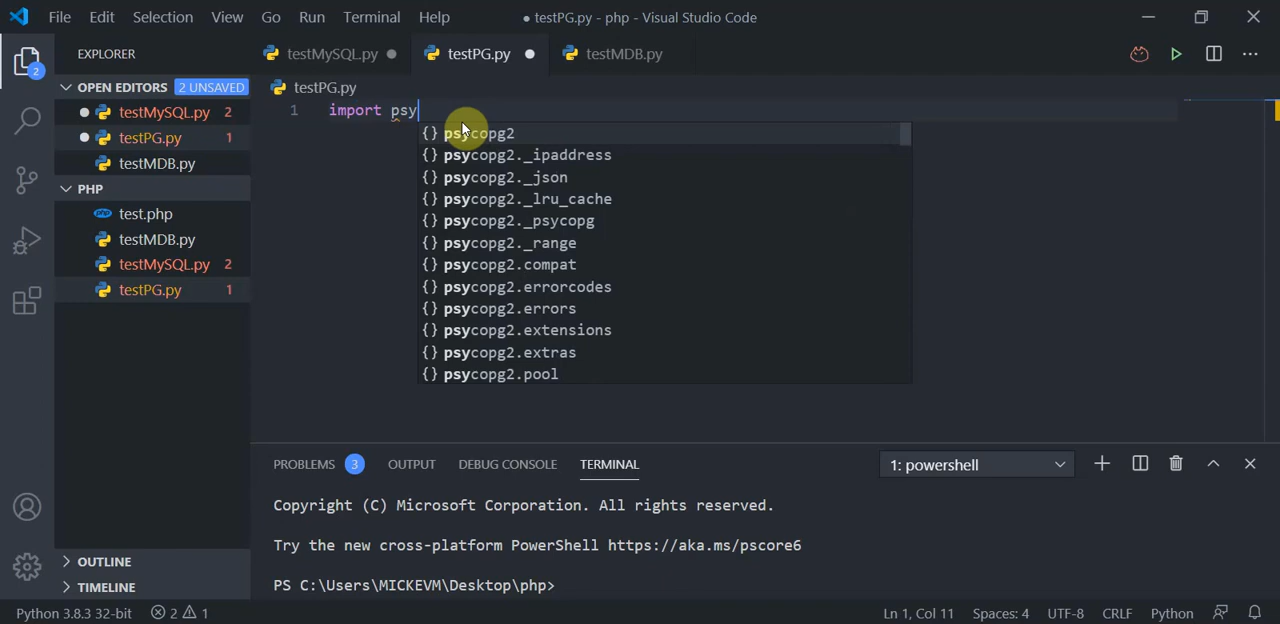 File Edit Selection View Go Run Terminal Help ● testPG.py - php - Visual Studio Code
2
EXPLORER
OPEN EDITORS 2 UNSAVED
testMySQL.py 2
testPG.py 1
testMDB.py
PHP
test.php
testMDB.py
testMySQL.py 2
testPG.py 1
OUTLINE
TIMELINE
testMySQL.py ● testPG.py ● testMDB.py
testPG.py
1 import psy
{} psycopg2
{} psycopg2._ipaddress
{} psycopg2._json
{} psycopg2._lru_cache
{} psycopg2._psycopg
{} psycopg2._range
{} psycopg2.compat
{} psycopg2.errorcodes
{} psycopg2.errors
{} psycopg2.extensions
{} psycopg2.extras
{} psycopg2.pool
PROBLEMS 3 OUTPUT DEBUG CONSOLE TERMINAL 1: powershell
Copyright (C) Microsoft Corporation. All rights reserved.
Try the new cross-platform PowerShell https://aka.ms/pscore6
PS C:\Users\MICKEVM\Desktop\php>
Python 3.8.3 32-bit 2 1 Ln 1, Col 11 Spaces: 4 UTF-8 CRLF Python